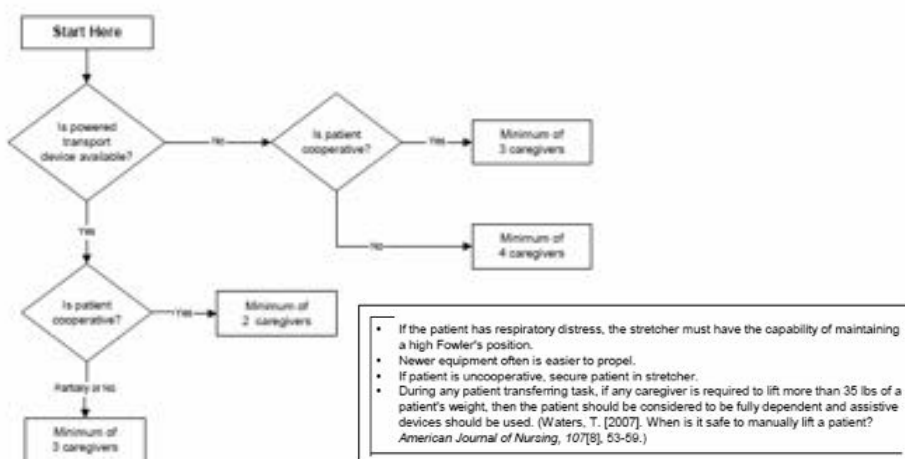 Start Here
Is powered
transport
device available?
No
Is patient
cooperative?
Yes
Minimum of
3 caregivers
No
Minimum of
4 caregivers
Yes
Is patient
cooperative?
Yes
Minimum of
2 caregivers
Partially or No
Minimum of
3 caregivers
• If the patient has respiratory distress, the stretcher must have the capability of maintaining
a high Fowler's position.
• Newer equipment often is easier to propel.
• If patient is uncooperative, secure patient in stretcher.
• During any patient transferring task, if any caregiver is required to lift more than 35 lbs of a
patient's weight, then the patient should be considered to be fully dependent and assistive
devices should be used. (Waters, T. [2007]. When is it safe to manually lift a patient?
American Journal of Nursing, 107[8], 53-59.)